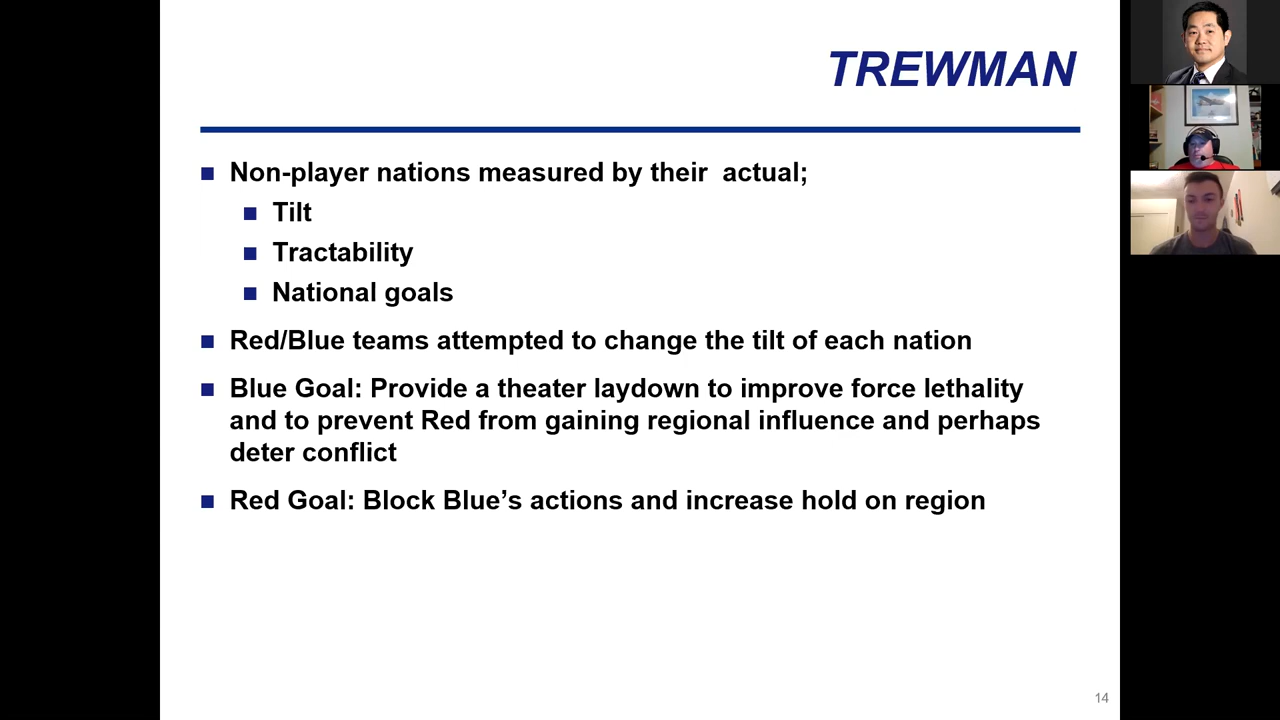 TREWMAN
Non-player nations measured by their  actual;
Tilt
Tractability
National goals
Red/Blue teams attempted to change the tilt of each nation
Blue Goal: Provide a theater laydown to improve force lethality
and to prevent Red from gaining regional influence and perhaps
deter conflict
Red Goal: Block Blue’s actions and increase hold on region
14